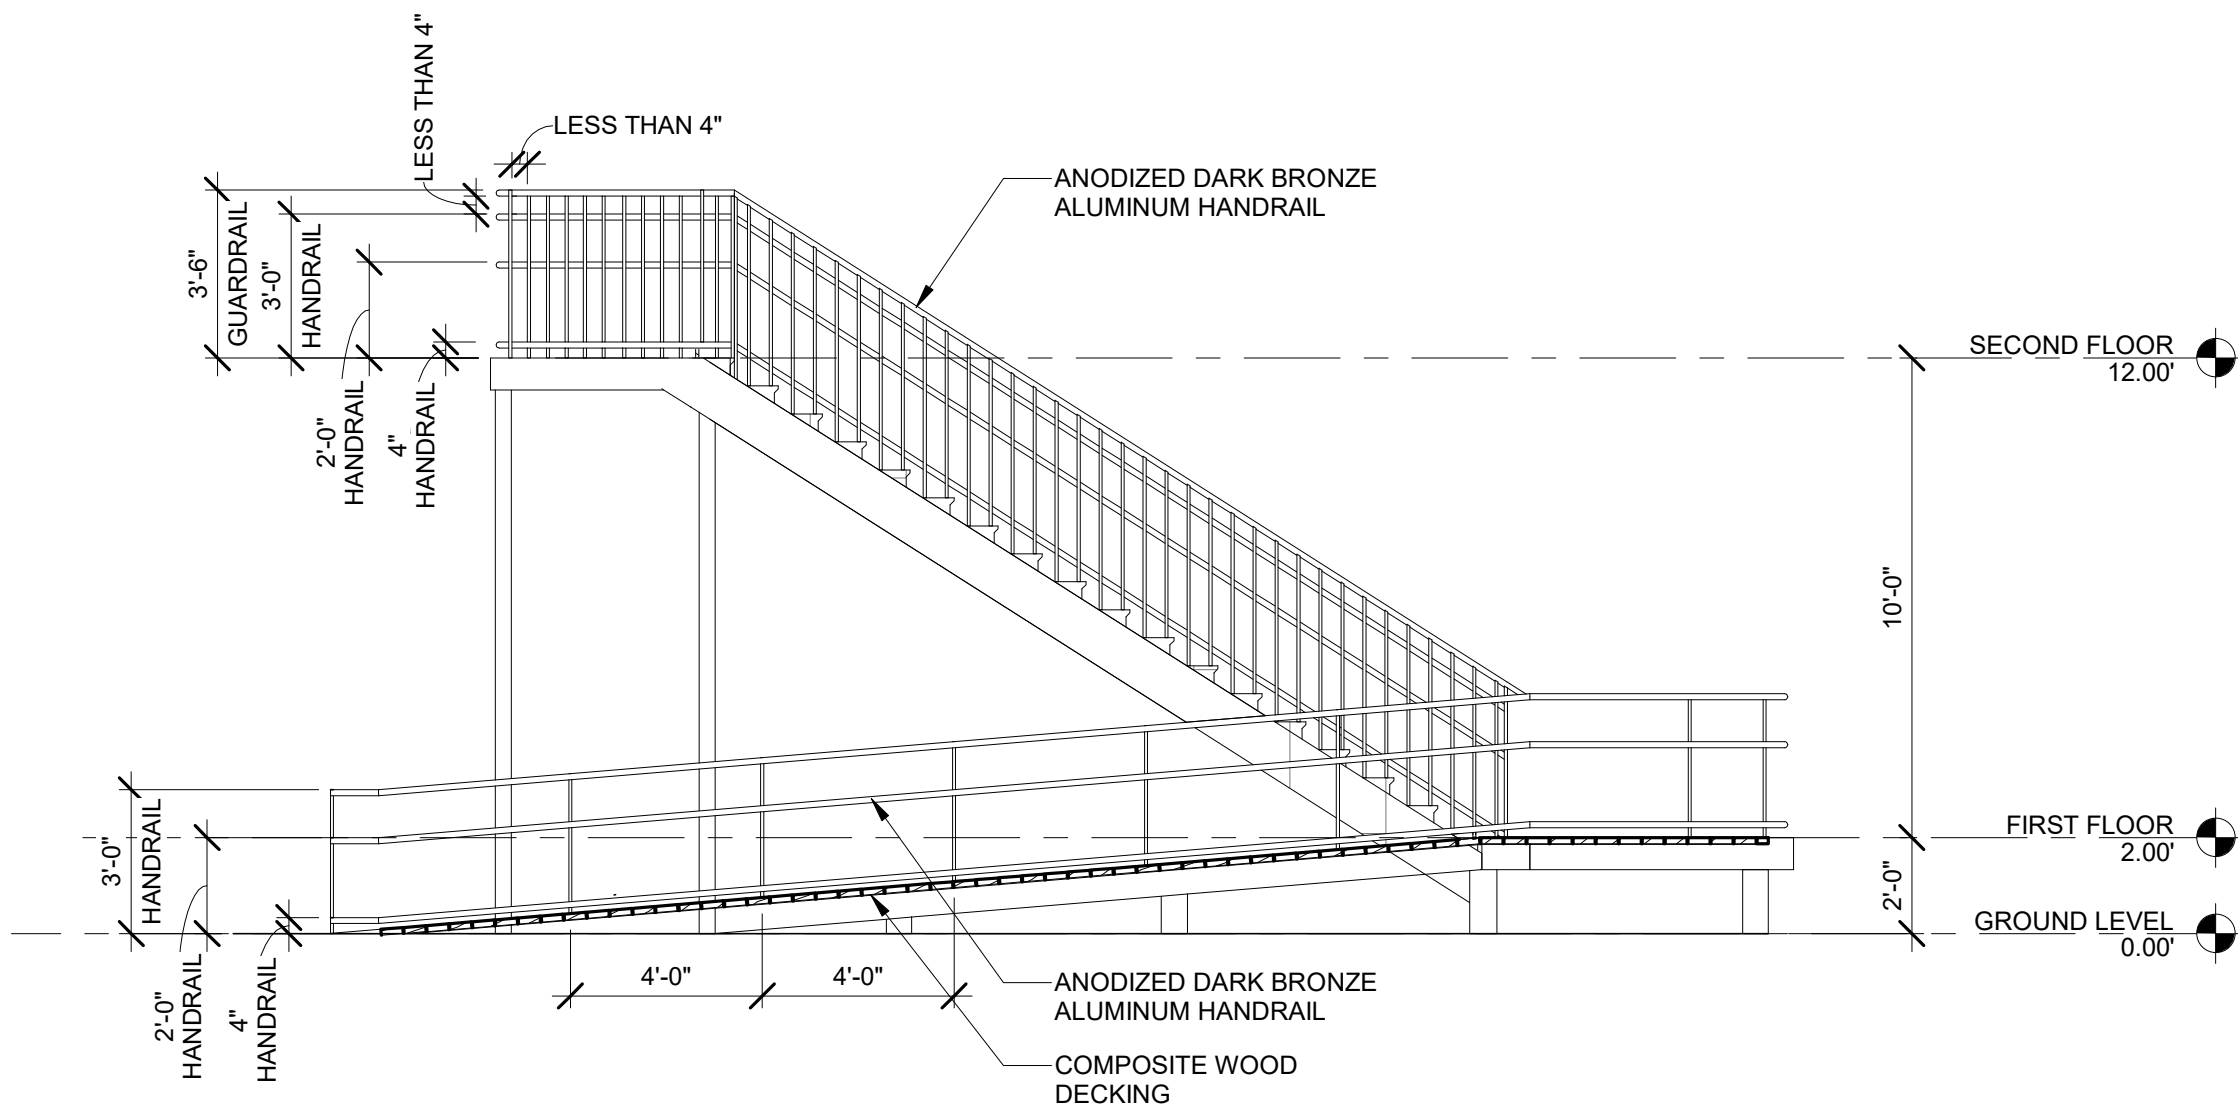 LESS THAN 4"
LESS THAN 4"
ANODIZED DARK BRONZE
ALUMINUM HANDRAIL
3'-6"
GUARDRAIL
3'-0"
HANDRAIL
2'-0"
HANDRAIL
4"
HANDRAIL
SECOND FLOOR
12.00'
10'-0"
FIRST FLOOR
2.00'
2'-0"
GROUND LEVEL
0.00'
3'-0"
HANDRAIL
2'-0"
HANDRAIL
4"
HANDRAIL
4'-0"
4'-0"
ANODIZED DARK BRONZE
ALUMINUM HANDRAIL
COMPOSITE WOOD
DECKING